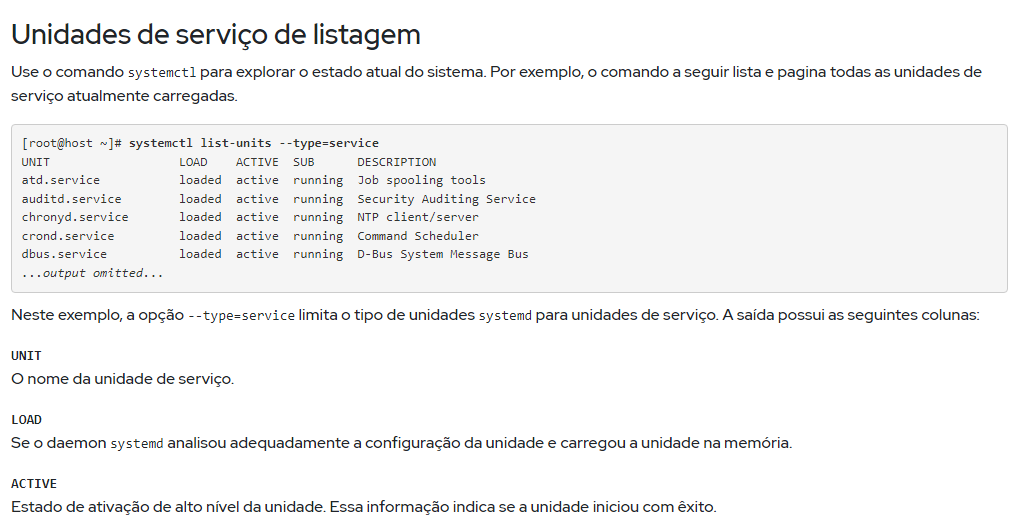 Unidades de serviço de listagem
Use o comando systemctl para explorar o estado atual do sistema. Por exemplo, o comando a seguir lista e pagina todas as unidades de
serviço atualmente carregadas.
[root@host ~]# systemctl list-units --type=service
UNIT                  LOAD    ACTIVE  SUB      DESCRIPTION
atd.service           loaded  active  running  Job spooling tools
auditd.service        loaded  active  running  Security Auditing Service
chronyd.service       loaded  active  running  NTP client/server
crond.service         loaded  active  running  Command Scheduler
dbus.service          loaded  active  running  D-Bus System Message Bus
...output omitted...
Neste exemplo, a opção --type=service limita o tipo de unidades systemd para unidades de serviço. A saída possui as seguintes colunas:
UNIT
O nome da unidade de serviço.
LOAD
Se o daemon systemd analisou adequadamente a configuração da unidade e carregou a unidade na memória.
ACTIVE
Estado de ativação de alto nível da unidade. Essa informação indica se a unidade iniciou com êxito.